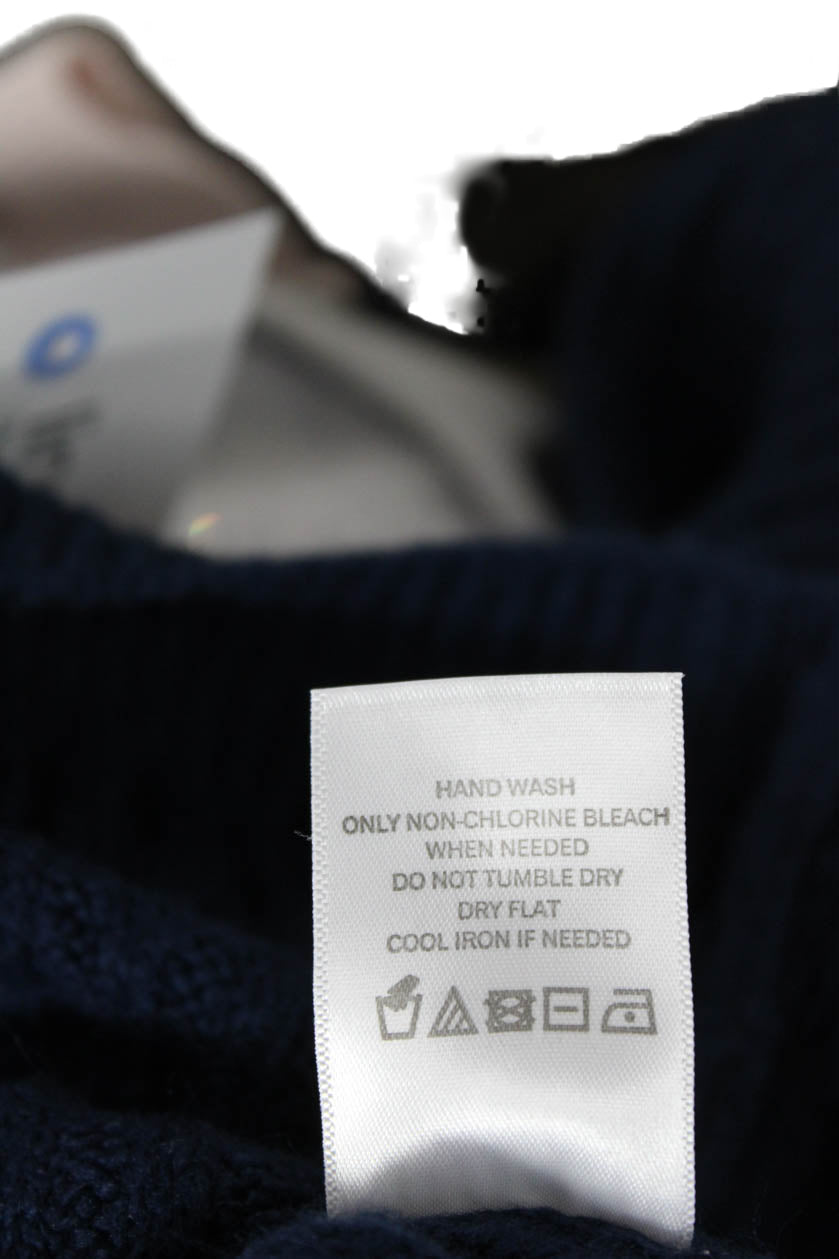 HAND WASH
ONLY NON-CHLORINE BLEACH
WHEN NEEDED
DO NOT TUMBLE DRY
DRY FLAT
COOL IRON IF NEEDED